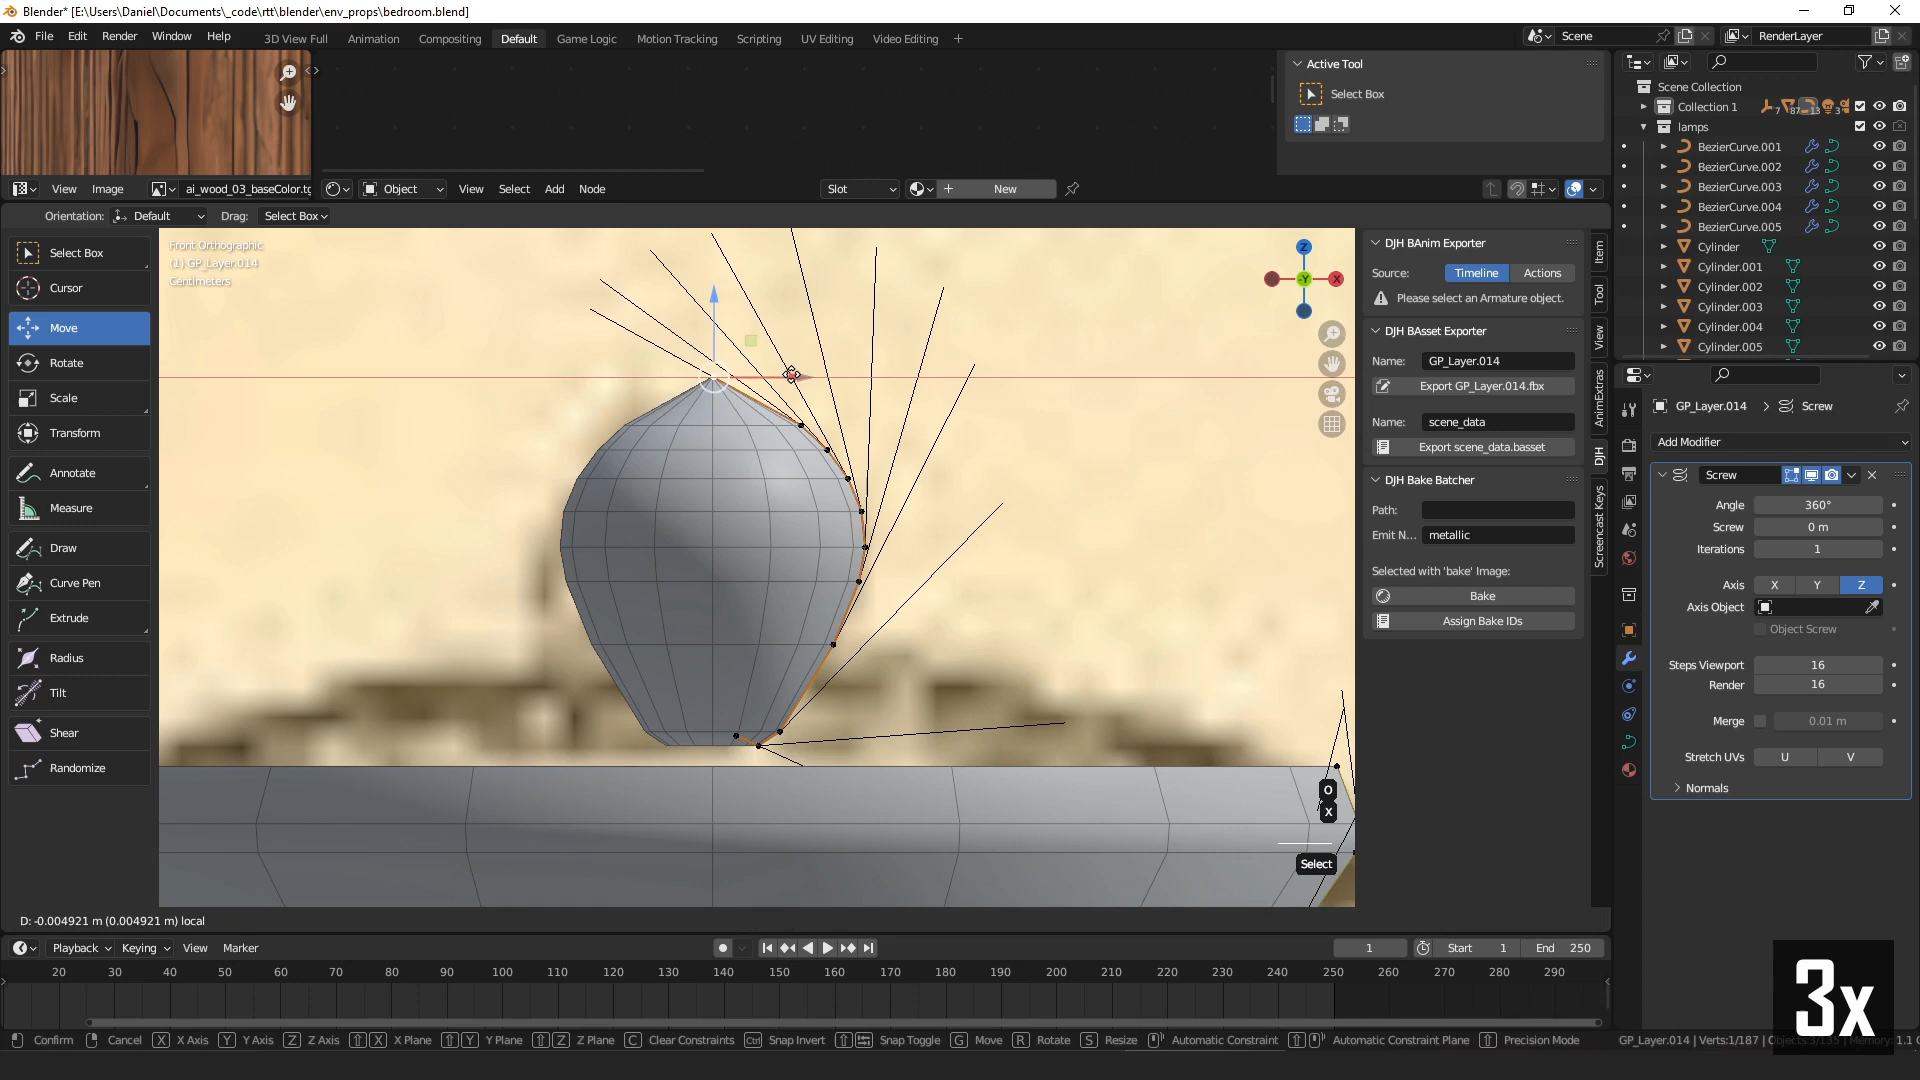 Blender* [E:\Users\Daniel\Documents\_code\rtt\blender\env_props\bedroom.blend]
File Edit Render Window Help
3D View Full Animation Compositing Default Game Logic Motion Tracking Scripting UV Editing Video Editing +
Scene
RenderLayer
Active Tool
Select Box
Scene Collection
Collection 1
lamps
BezierCurve.001
BezierCurve.002
BezierCurve.003
BezierCurve.004
BezierCurve.005
Cylinder
Cylinder.001
Cylinder.002
Cylinder.003
Cylinder.004
Cylinder.005
View Image ai_wood_03_baseColor.tg
Object View Select Add Node Slot New
Orientation: Default Drag: Select Box
Select Box
Cursor
Move
Rotate
Scale
Transform
Annotate
Measure
Draw
Curve Pen
Extrude
Radius
Tilt
Shear
Randomize
Front Orthographic
(1) GP_Layer.014
Centimeters
Z
X
-Y
O
X
Select
DJH BAnim Exporter
Source: Timeline Actions
Please select an Armature object.
DJH BAsset Exporter
Name: GP_Layer.014
Export GP_Layer.014.fbx
Name: scene_data
Export scene_data.basset
DJH Bake Batcher
Path:
Emit N... metallic
Selected with 'bake' Image:
Bake
Assign Bake IDs
Item
Tool
View
AnimExtras
DJH
Screencast Keys
GP_Layer.014 Screw
Add Modifier
Screw
Angle 360°
Screw 0 m
Iterations 1
Axis X Y Z
Axis Object
Object Screw
Steps Viewport 16
Render 16
Merge 0.01 m
Stretch UVs U V
Normals
D: -0.004921 m (0.004921 m) local
Playback Keying View Marker
1 Start 1 End 250
20 30 40 50 60 70 80 90 100 110 120 130 140 150 160 170 180 190 200 210 220 230 240 250 260 270 280 290
3x
Confirm Cancel X X Axis Y Y Axis Z Z Axis X X Plane Y Y Plane Z Z Plane C Clear Constraints Ctrl Snap Invert Snap Toggle G Move R Rotate S Resize Automatic Constraint Automatic Constraint Plane Precision Mode
GP_Layer.014 | Verts:1/187 | Objects:3/135 | Memory: 1.1 G